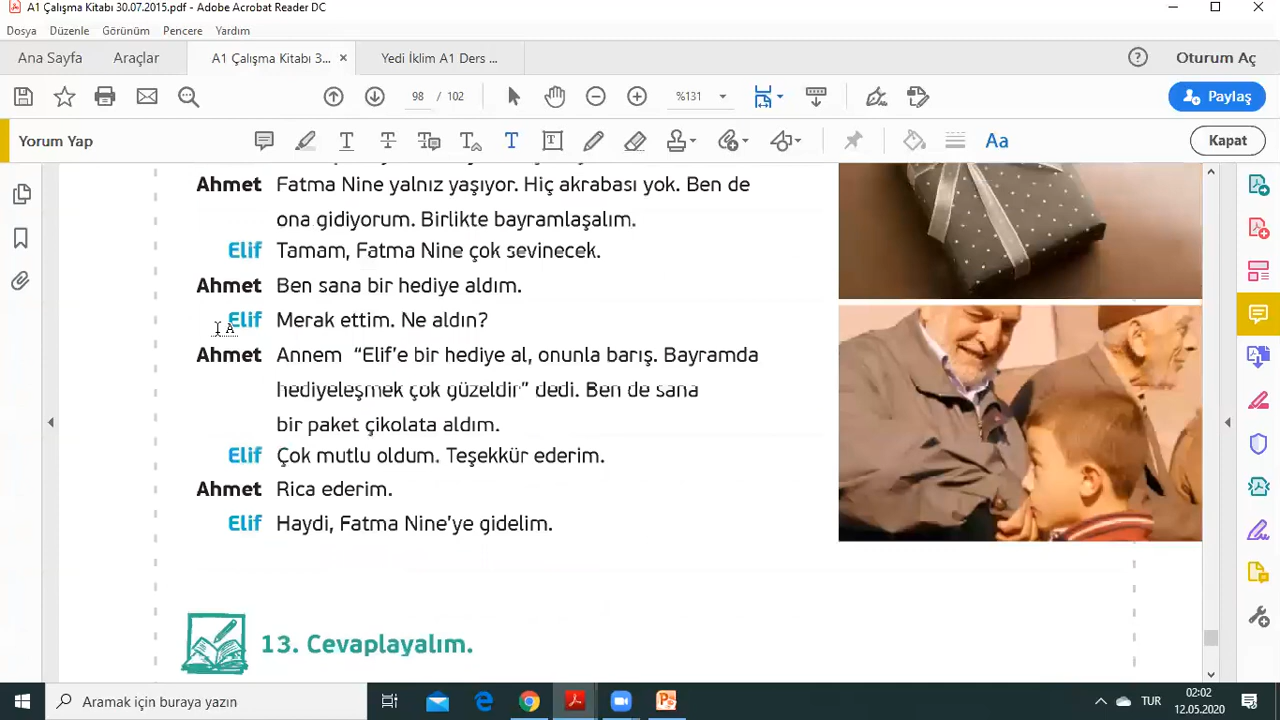 A1 Çalışma Kitabı 30.07.2015.pdf - Adobe Acrobat Reader DC
Dosya Düzenle Görünüm Pencere Yardım
Ana Sayfa Araçlar A1 Çalışma Kitabı 3... Yedi İklim A1 Ders ... Oturum Aç
98 / 102 %131 Paylaş
Yorum Yap Kapat
Ahmet Fatma Nine yalnız yaşıyor. Hiç akrabası yok. Ben de
ona gidiyorum. Birlikte bayramlaşalım.
Elif Tamam, Fatma Nine çok sevinecek.
Ahmet Ben sana bir hediye aldım.
Elif Merak ettim. Ne aldın?
Ahmet Annem “Elif’e bir hediye al, onunla barış. Bayramda
hediyeleşmek çok güzeldir” dedi. Ben de sana
bir paket çikolata aldım.
Elif Çok mutlu oldum. Teşekkür ederim.
Ahmet Rica ederim.
Elif Haydi, Fatma Nine’ye gidelim.
13. Cevaplayalım.
Aramak için buraya yazın TUR 02:02
12.05.2020